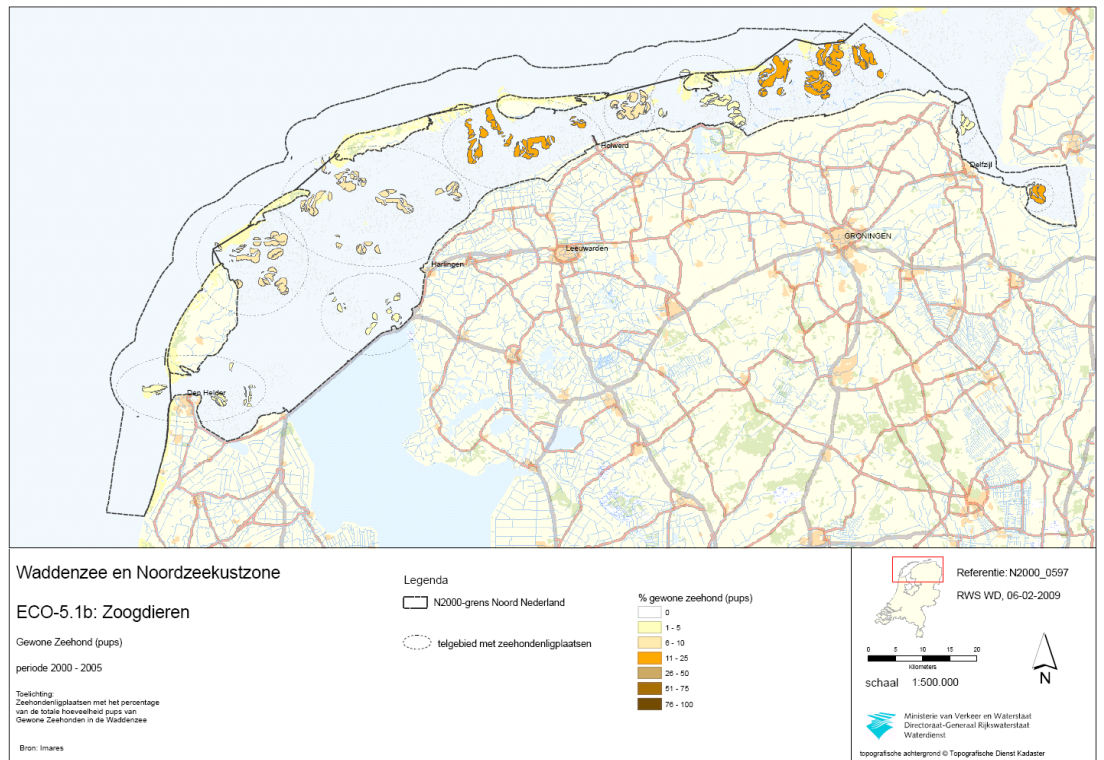 Holwerd
Delfzijl
GRONINGEN
Leeuwarden
Harlingen
Den Helder
Waddenzee en Noordzeekustzone
ECO-5.1b: Zoogdieren
Gewone Zeehond (pups)
periode 2000 - 2005
Toelichting:
Zeehondenligplaatsen met het percentage
van de totale hoeveelheid pups van
Gewone Zeehonden in de Waddenzee
Bron: Imares
Legenda
N2000-grens Noord Nederland
telgebied met zeehondenligplaatsen
% gewone zeehond (pups)
0
1 - 5
6 - 10
11 - 25
26 - 50
51 - 75
76 - 100
Referentie: N2000_0597
RWS WD, 06-02-2009
0 5 10 15 20
Kilometers
schaal 1:500.000
N
Ministerie van Verkeer en Waterstaat
Directoraat-Generaal Rijkswaterstaat
Waterdienst
topografische achtergrond © Topografische Dienst Kadaster